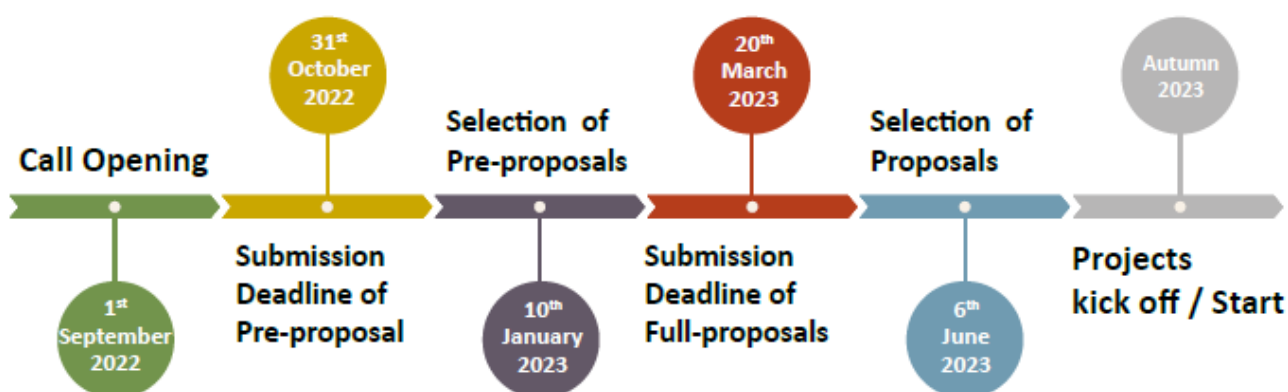 Call Opening
1st
September
2022
31st
October
2022
Submission
Deadline of
Pre-proposal
Selection of
Pre-proposals
10th
January
2023
20th
March
2023
Submission
Deadline of
Full-proposals
Selection of
Proposals
6th
June
2023
Autumn
2023
Projects
kick off / Start